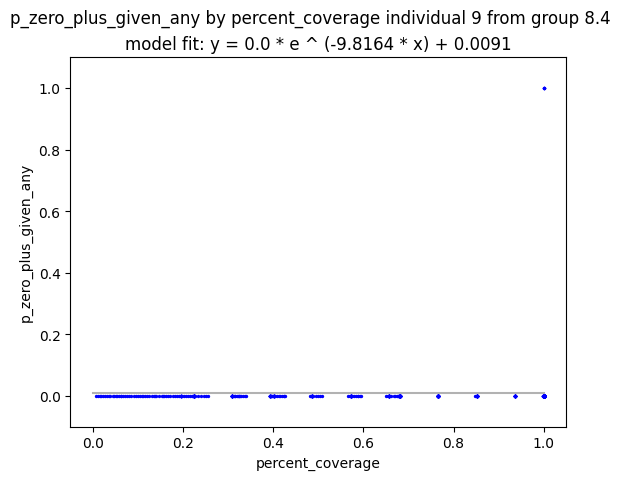 p_zero_plus_given_any by percent_coverage individual 9 from group 8.4
model fit: y = 0.0 * e ^ (-9.8164 * x) + 0.0091
1.0
0.8
0.6
0.4
0.2
0.0
p_zero_plus_given_any
0.0 0.2 0.4 0.6 0.8 1.0
percent_coverage